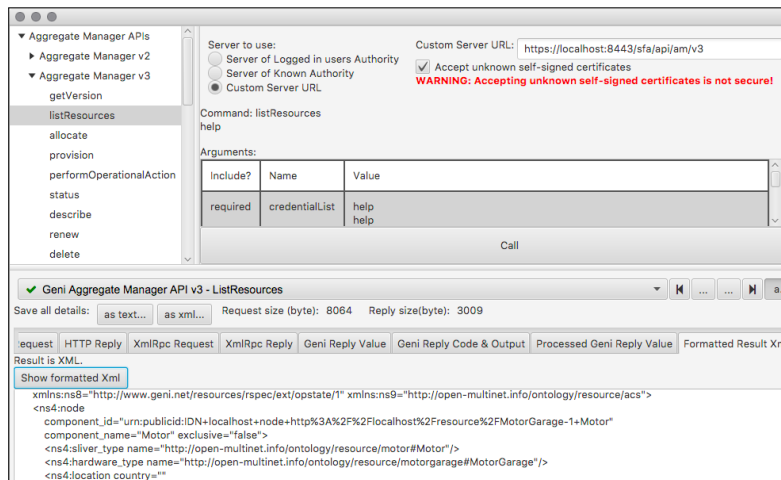 Aggregate Manager APIs
Aggregate Manager v2
Aggregate Manager v3
getVersion
listResources
allocate
provision
performOperationalAction
status
describe
renew
delete
Server to use:
Server of Logged in users Authority
Server of Known Authority
Custom Server URL
Custom Server URL: https://localhost:8443/sfa/api/am/v3
Accept unknown self-signed certificates
WARNING: Accepting unknown self-signed certificates is not secure!
Command: listResources
help
Arguments:
Include? Name Value
required credentialList help
help
Call
Geni Aggregate Manager API v3 - ListResources
... ... a.
Save all details: as text... as xml... Request size (byte): 8064 Reply size(byte): 3009
:equest HTTP Reply XmlRpc Request XmlRpc Reply Geni Reply Value Geni Reply Code & Output Processed Geni Reply Value Formatted Result Xm
Result is XML.
Show formatted Xml
xmlns:ns8="http://www.geni.net/resources/rspec/ext/opstate/1" xmlns:ns9="http://open-multinet.info/ontology/resource/acs">
<ns4:node
component_id="urn:publicid:IDN+localhost+node+http%3A%2F%2Flocalhost%2Fresource%2FMotorGarage-1+Motor"
component_name="Motor" exclusive="false">
<ns4:sliver_type name="http://open-multinet.info/ontology/resource/motor#Motor"/>
<ns4:hardware_type name="http://open-multinet.info/ontology/resource/motorgarage#MotorGarage"/>
<ns4:location country=""